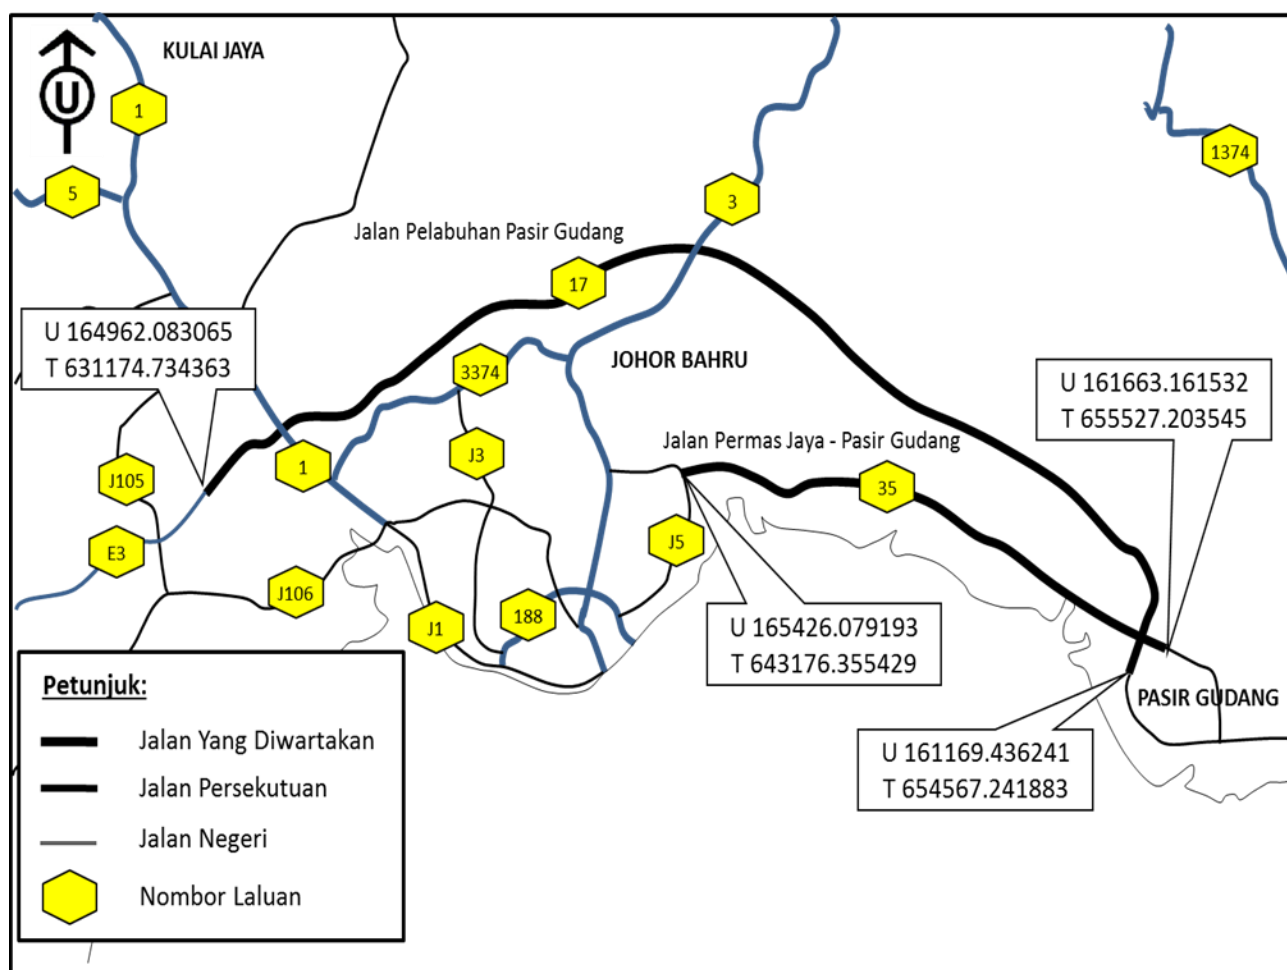 KULAI JAYA
U
1
5
1374
3
Jalan Pelabuhan Pasir Gudang
17
U 164962.083065
T 631174.734363
JOHOR BAHRU
3374
U 161663.161532
T 655527.203545
Jalan Permas Jaya - Pasir Gudang
1
J3
J105
35
E3
J5
J106
188
J1
U 165426.079193
T 643176.355429
PASIR GUDANG
U 161169.436241
T 654567.241883
Petunjuk:
Jalan Yang Diwartakan
Jalan Persekutuan
Jalan Negeri
Nombor Laluan